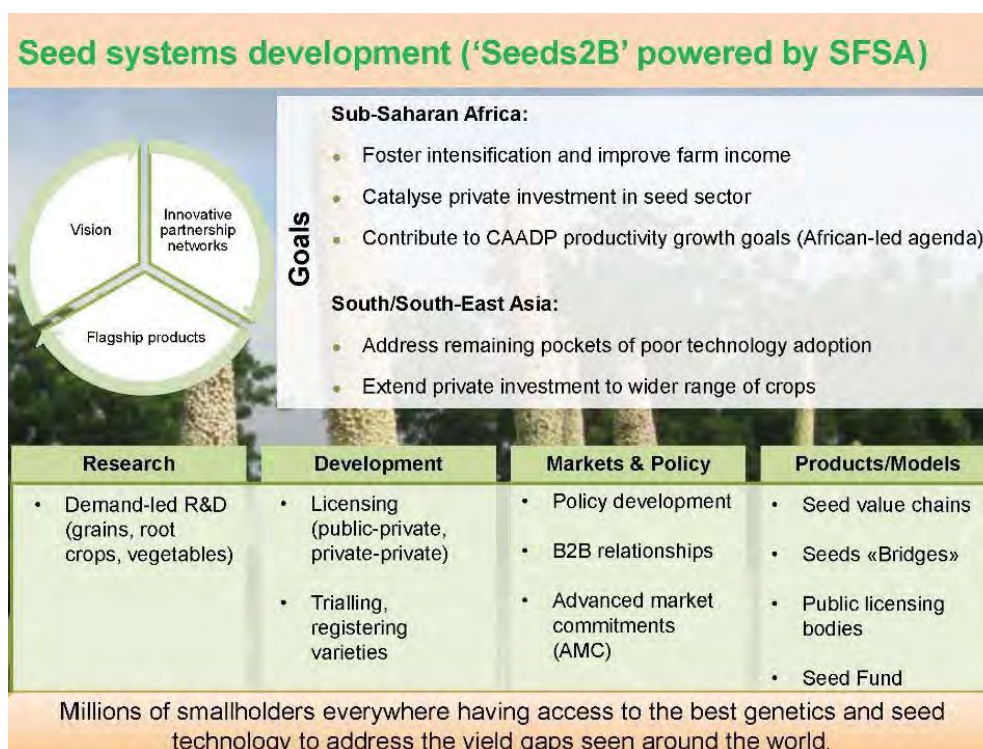 Seed systems development ('Seeds2B' powered by SFSA)
Vision
Innovative
partnership
networks
Flagship products
Goals
Sub-Saharan Africa:
• Foster intensification and improve farm income
• Catalyse private investment in seed sector
• Contribute to CAADP productivity growth goals (African-led agenda)
South/South-East Asia:
• Address remaining pockets of poor technology adoption
• Extend private investment to wider range of crops
Research
• Demand-led R&D
(grains, root
crops, vegetables)
Development
• Licensing
(public-private,
private-private)
• Trialling,
registering
varieties
Markets & Policy
• Policy development
• B2B relationships
• Advanced market
commitments
(AMC)
Products/Models
• Seed value chains
• Seeds «Bridges»
• Public licensing
bodies
• Seed Fund
Millions of smallholders everywhere having access to the best genetics and seed
technology to address the yield gaps seen around the world.